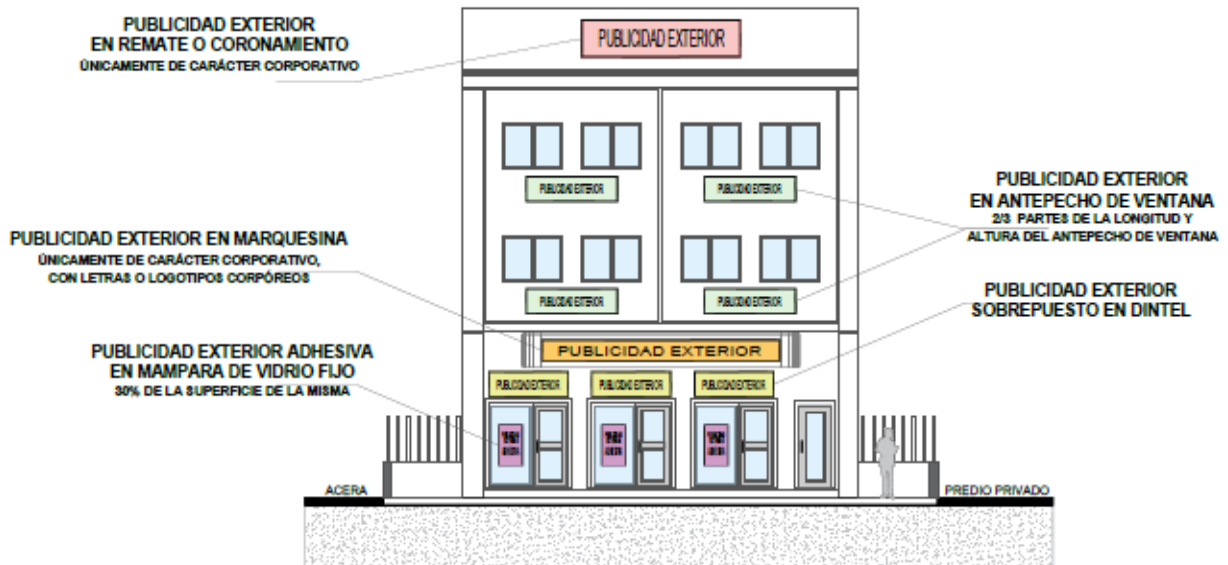 PUBLICIDAD EXTERIOR
EN REMATE O CORONAMIENTO
ÚNICAMENTE DE CARÁCTER CORPORATIVO
PUBLICIDAD EXTERIOR
PUBLICIDAD EXTERIOR
PUBLICIDAD EXTERIOR
PUBLICIDAD EXTERIOR
EN ANTEPECHO DE VENTANA
2/3 PARTES DE LA LONGITUD Y
ALTURA DEL ANTEPECHO DE VENTANA
PUBLICIDAD EXTERIOR EN MARQUESINA
ÚNICAMENTE DE CARÁCTER CORPORATIVO,
CON LETRAS O LOGOTIPOS CORPÓREOS
PUBLICIDAD EXTERIOR
PUBLICIDAD EXTERIOR
PUBLICIDAD EXTERIOR
SOBREPUESTO EN DINTEL
PUBLICIDAD EXTERIOR
PUBLICIDAD EXTERIOR ADHESIVA
EN MAMPARA DE VIDRIO FIJO
30% DE LA SUPERFICIE DE LA MISMA
PUBLICIDAD EXTERIOR
PUBLICIDAD EXTERIOR
PUBLICIDAD EXTERIOR
ACERA
PREDIO PRIVADO